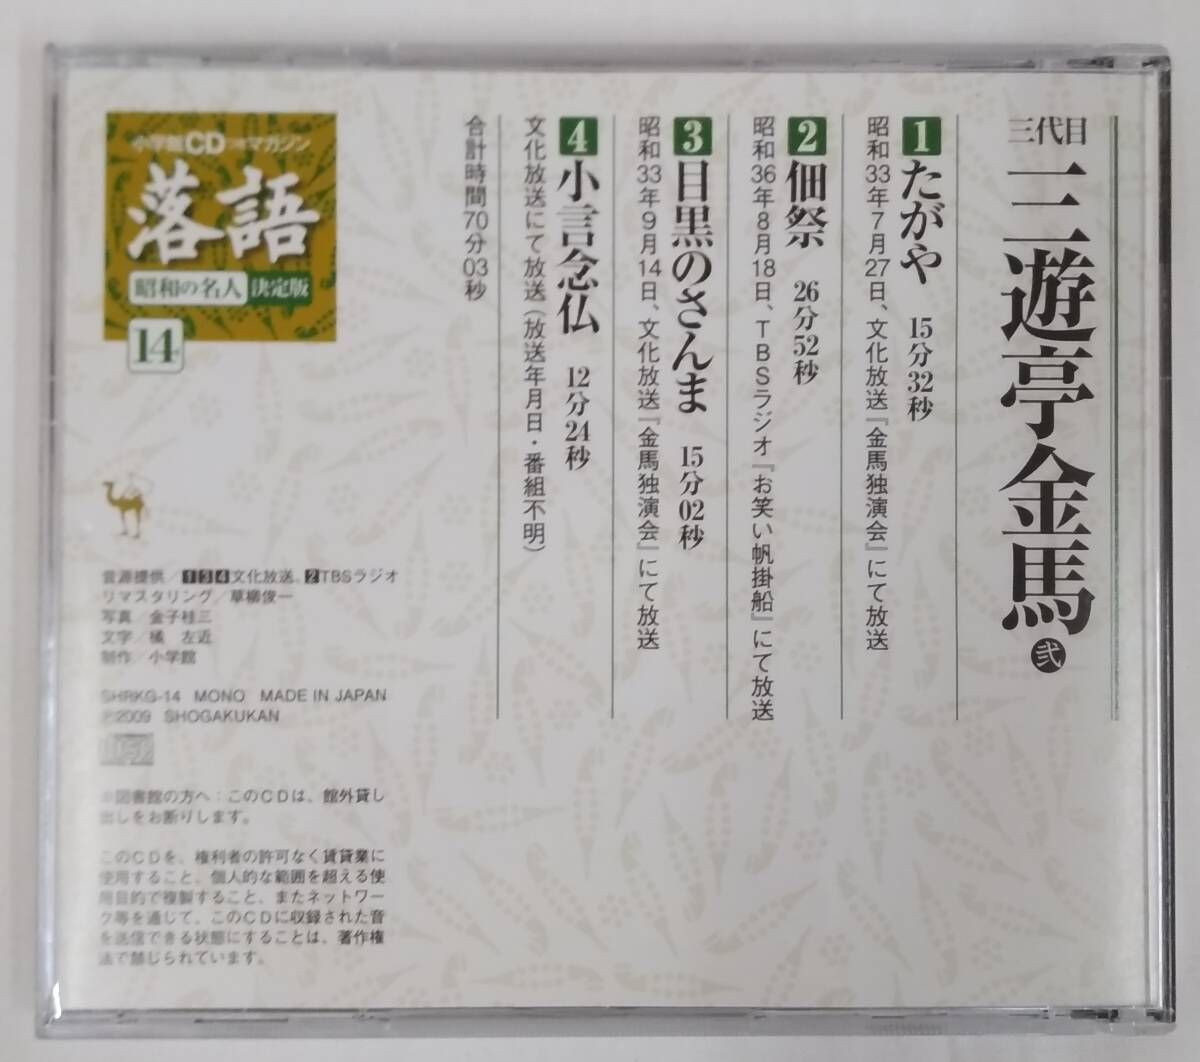 三代目
三遊亭金馬 弐
1 たがや 15分32秒
昭和33年7月27日、文化放送『金馬独演会』にて放送
2 佃祭 26分52秒
昭和36年8月18日、TBSラジオ『お笑い帆掛船』にて放送
3 目黒のさんま 15分02秒
昭和33年9月14日、文化放送『金馬独演会』にて放送
4 小言念仏 12分24秒
文化放送にて放送(放送年月日・番組不明)
合計時間70分03秒
小学館CDつきマガジン
落語
昭和の名人 決定版
14
音源提供/1 3 4文化放送、2TBSラジオ
リマスタリング/草柳俊一
写真/金子桂三
文字/橘 左近
制作/小学館
SHRKG-14 MONO MADE IN JAPAN
℗2009 SHOGAKUKAN
※図書館の方へ:このCDは、館外貸し
出しをお断りします。
このCDを、権利者の許可なく賃貸業に
使用すること、個人的な範囲を超える使
用目的で複製すること、またネットワー
ク等を通じて、このCDに収録された音
を送信できる状態にすることは、著作権
法で禁じられています。